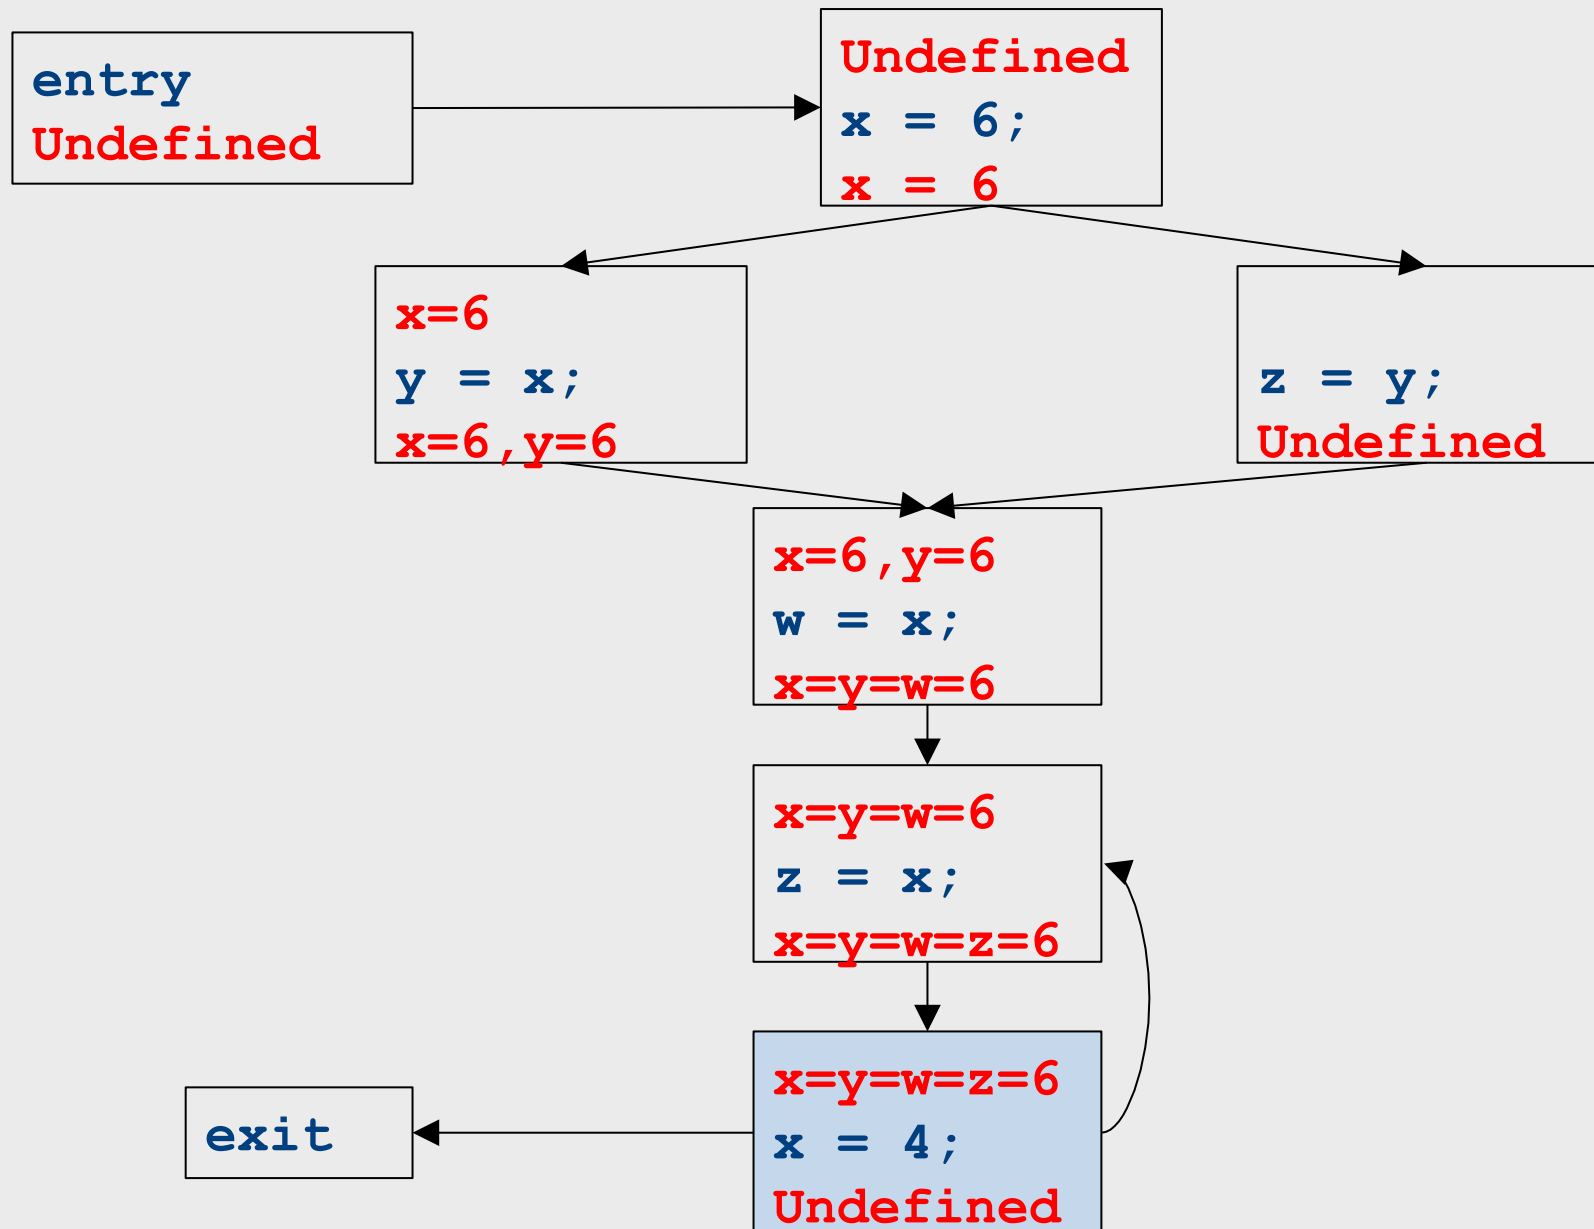 entry
Undefined
Undefined
x = 6;
x = 6
x=6
y = x;
x=6,y=6
z = y;
Undefined
x=6,y=6
w = x;
x=y=w=6
x=y=w=6
z = x;
x=y=w=z=6
exit
x=y=w=z=6
x = 4;
Undefined